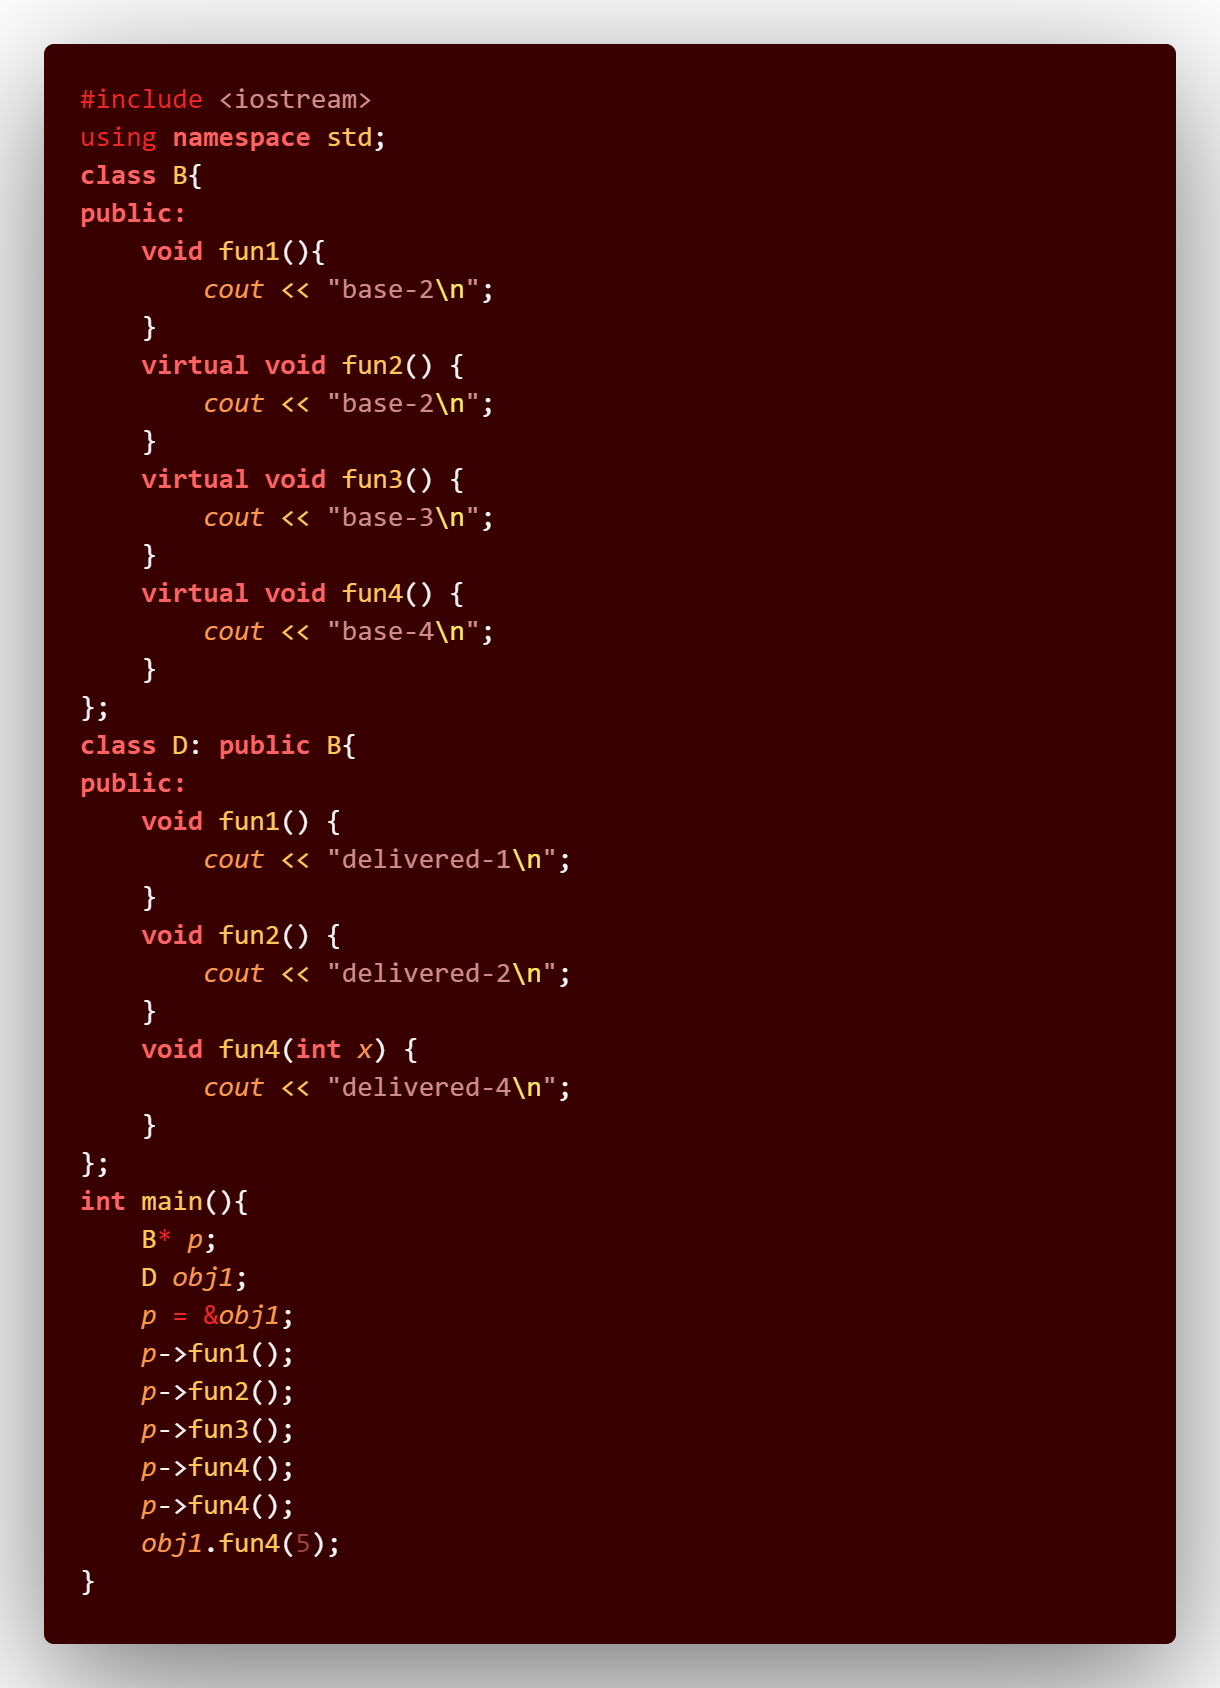 #include <iostream>
using namespace std;
class B{
public:
    void fun1(){
        cout << "base-2\n";
    }
    virtual void fun2() {
        cout << "base-2\n";
    }
    virtual void fun3() {
        cout << "base-3\n";
    }
    virtual void fun4() {
        cout << "base-4\n";
    }
};
class D: public B{
public:
    void fun1() {
        cout << "delivered-1\n";
    }
    void fun2() {
        cout << "delivered-2\n";
    }
    void fun4(int x) {
        cout << "delivered-4\n";
    }
};
int main(){
    B* p;
    D obj1;
    p = &obj1;
    p->fun1();
    p->fun2();
    p->fun3();
    p->fun4();
    p->fun4();
    obj1.fun4(5);
}